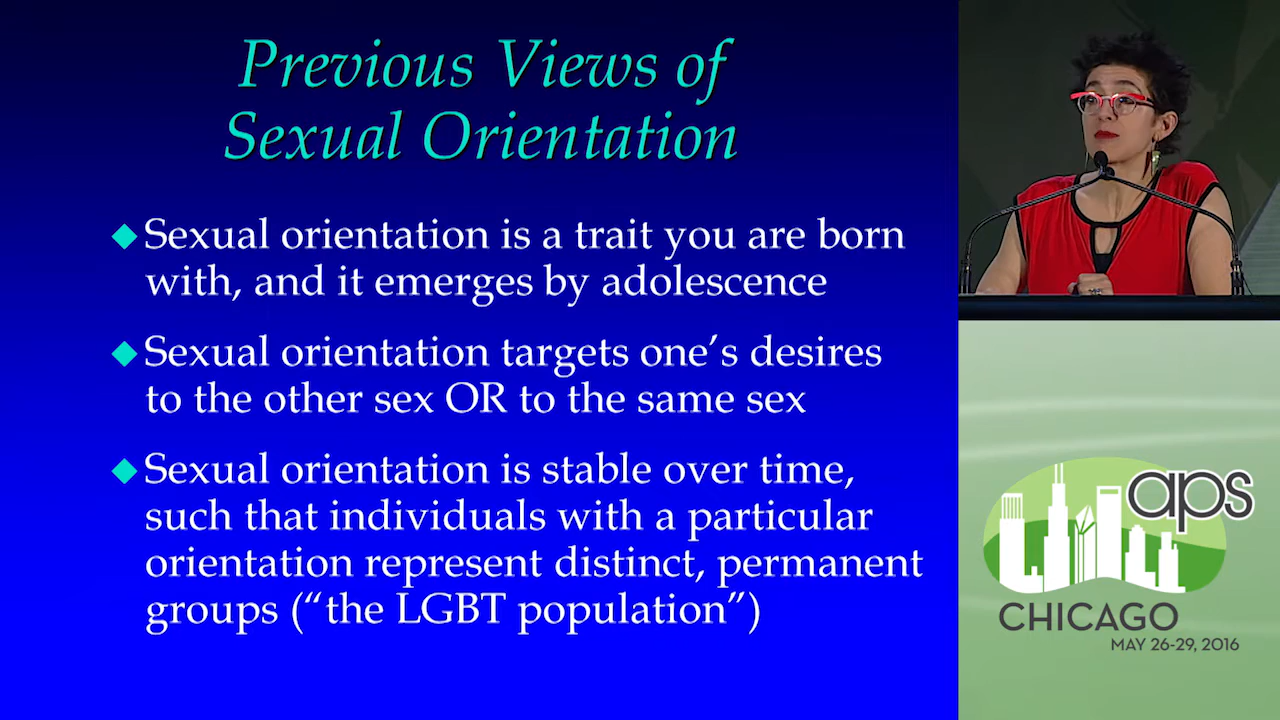 Previous Views of
Sexual Orientation
Sexual orientation is a trait you are born
with, and it emerges by adolescence
Sexual orientation targets one’s desires
to the other sex OR to the same sex
Sexual orientation is stable over time,
such that individuals with a particular
orientation represent distinct, permanent
groups (“the LGBT population”)
aps
CHICAGO
MAY 26-29, 2016